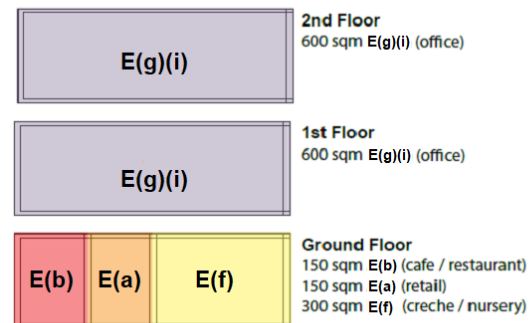 2nd Floor
600 sqm E(g)(i) (office)
E(g)(i)
1st Floor
600 sqm E(g)(i) (office)
E(g)(i)
Ground Floor
150 sqm E(b) (cafe / restaurant)
150 sqm E(a) (retail)
300 sqm E(f) (creche / nursery)
E(b) E(a) E(f)